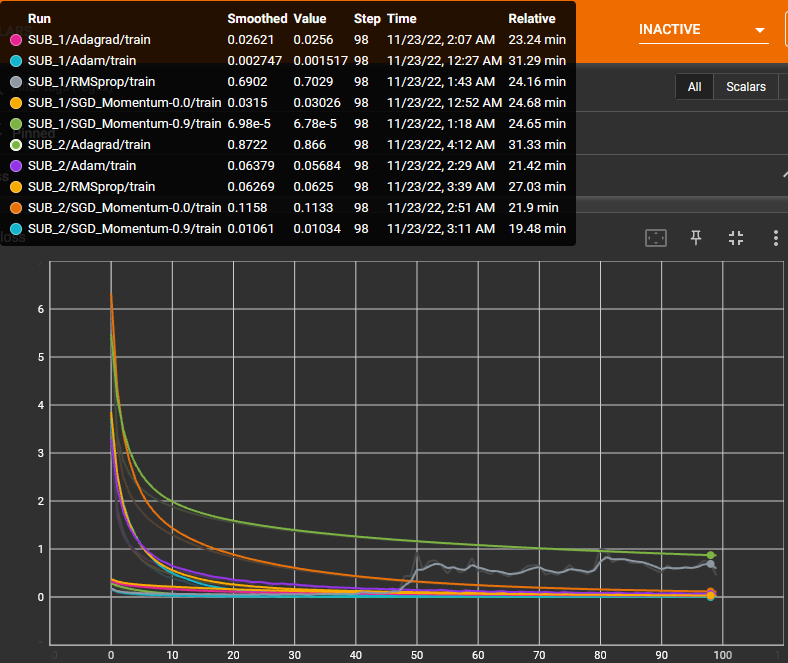 Run Smoothed Value Step Time Relative
SUB_1/Adagrad/train 0.02621 0.0256 98 11/23/22, 2:07 AM 23.24 min
SUB_1/Adam/train 0.002747 0.001517 98 11/23/22, 12:27 AM 31.29 min
SUB_1/RMSprop/train 0.6902 0.7029 98 11/23/22, 1:43 AM 24.16 min
SUB_1/SGD_Momentum-0.0/train 0.0315 0.03026 98 11/23/22, 12:52 AM 24.68 min
SUB_1/SGD_Momentum-0.9/train 6.98e-5 6.78e-5 98 11/23/22, 1:18 AM 24.65 min
SUB_2/Adagrad/train 0.8722 0.866 98 11/23/22, 4:12 AM 31.33 min
SUB_2/Adam/train 0.06379 0.05684 98 11/23/22, 2:29 AM 21.42 min
SUB_2/RMSprop/train 0.06269 0.0625 98 11/23/22, 3:39 AM 27.03 min
SUB_2/SGD_Momentum-0.0/train 0.1158 0.1133 98 11/23/22, 2:51 AM 21.9 min
SUB_2/SGD_Momentum-0.9/train 0.01061 0.01034 98 11/23/22, 3:11 AM 19.48 min
INACTIVE
All Scalars
Pinned
loss
6
5
4
3
2
1
0
0 10 20 30 40 50 60 70 80 90 100